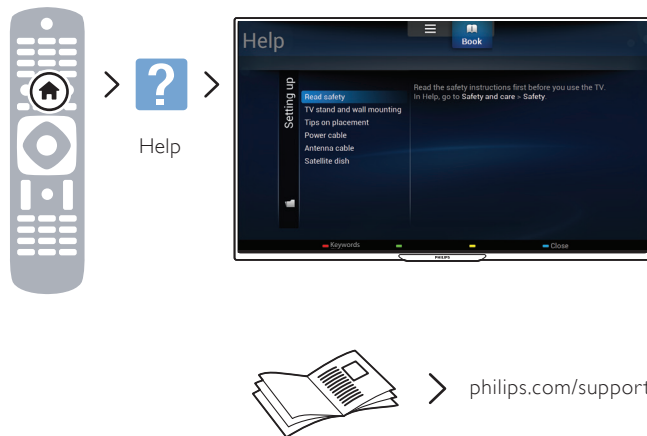 Help
Book
Setting up
Read safety
TV stand and wall mounting
Tips on placement
Power cable
Antenna cable
Satellite dish
Read the safety instructions first before you use the TV.
In Help, go to Safety and care > Safety.
Keywords
Close
PHILIPS
?
Help
philips.com/support